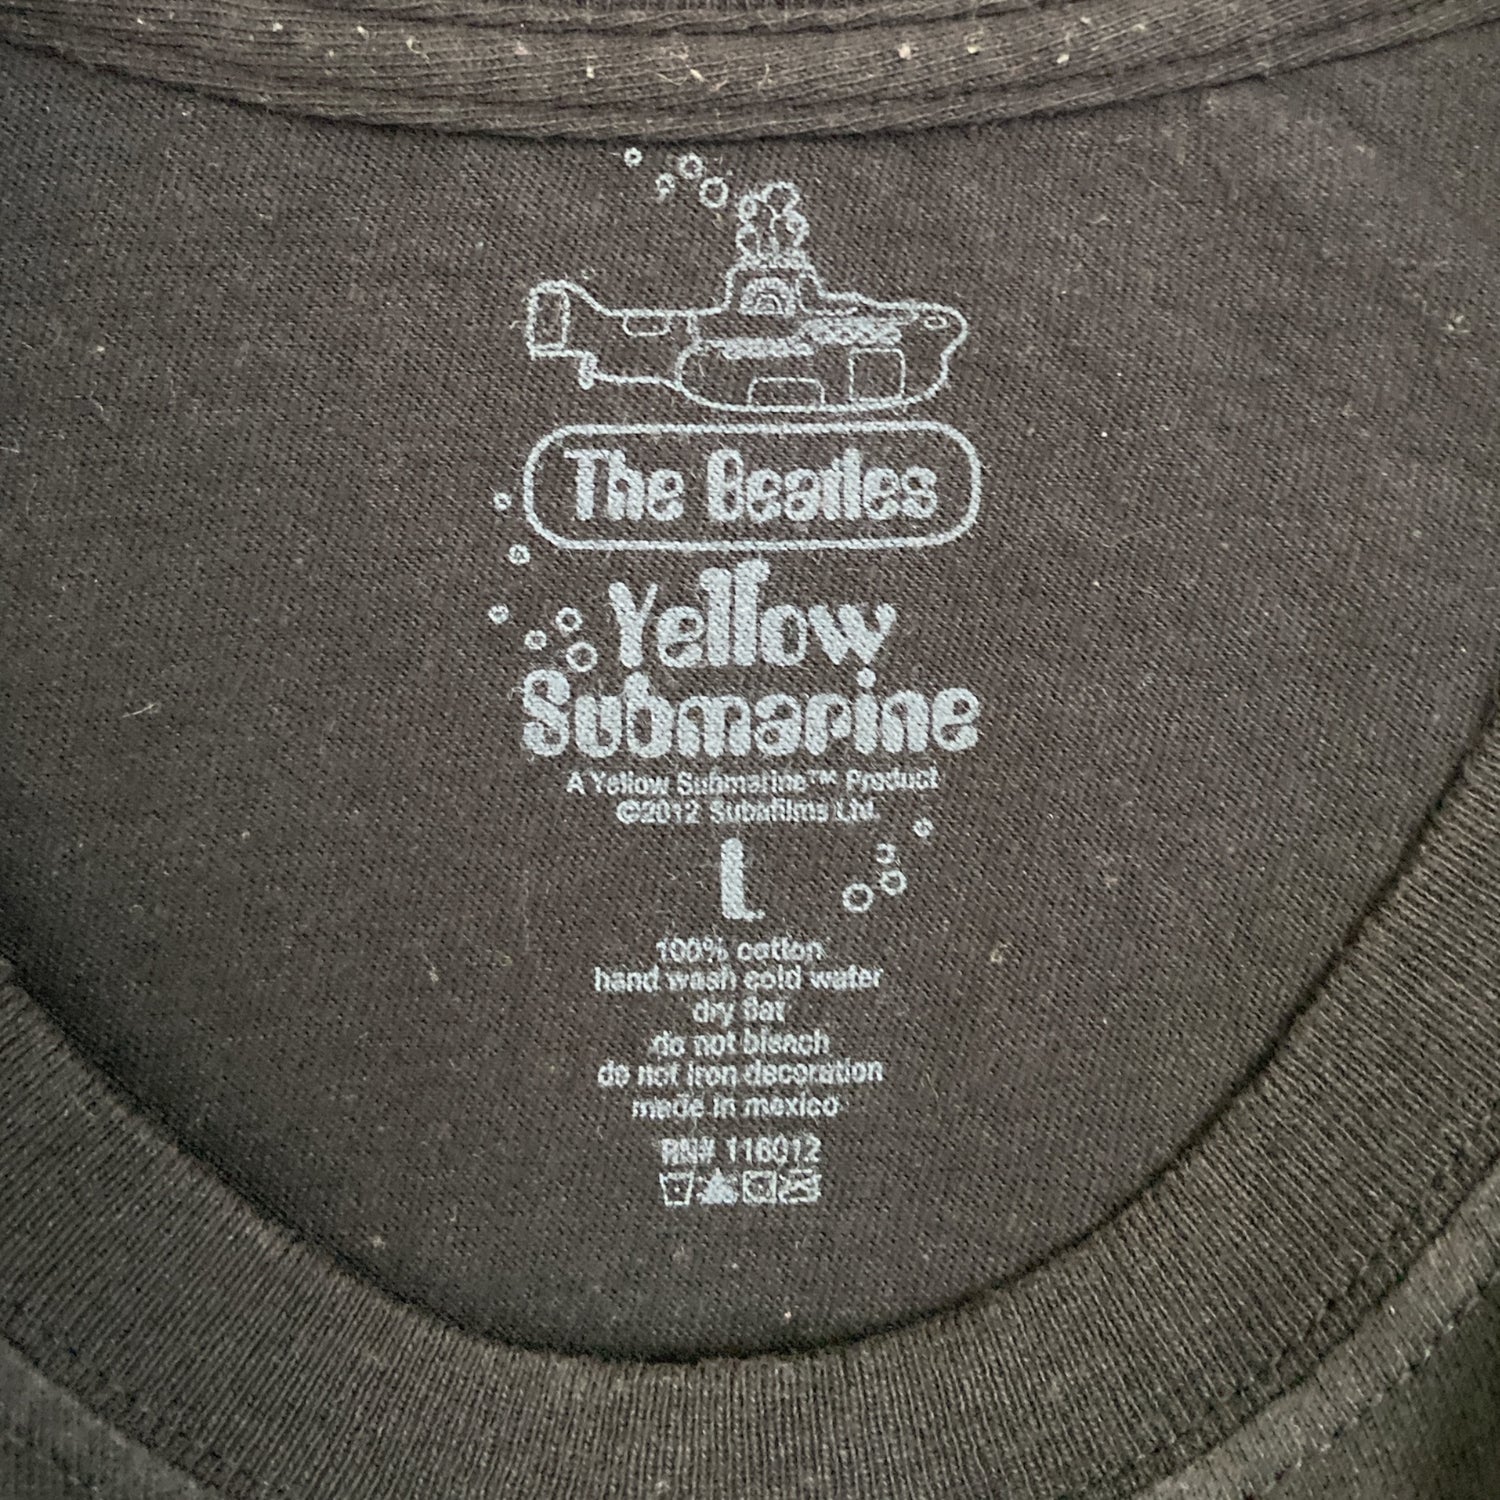 The Beatles
Yellow
Submarine
A Yellow Submarine™ Product
©2012 Subafilms Ltd.
L
100% cotton
hand wash cold water
dry flat
do not bleach
do not iron decoration
made in mexico
RN# 116012